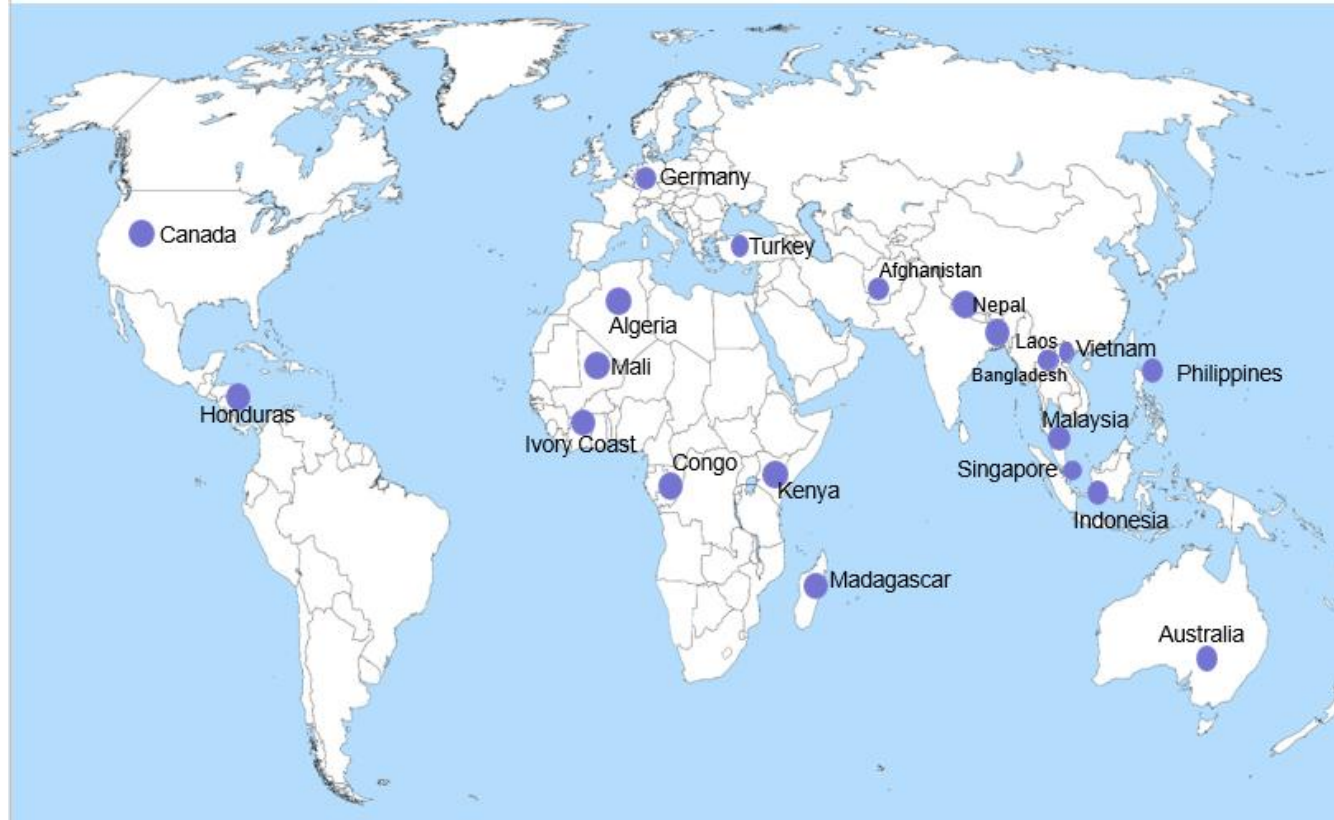 Germany
Canada
Turkey
Afghanistan
Nepal
Algeria
Laos
Vietnam
Mali
Bangladesh
Philippines
Honduras
Malaysia
Ivory Coast
Congo
Singapore
Kenya
Indonesia
Madagascar
Australia